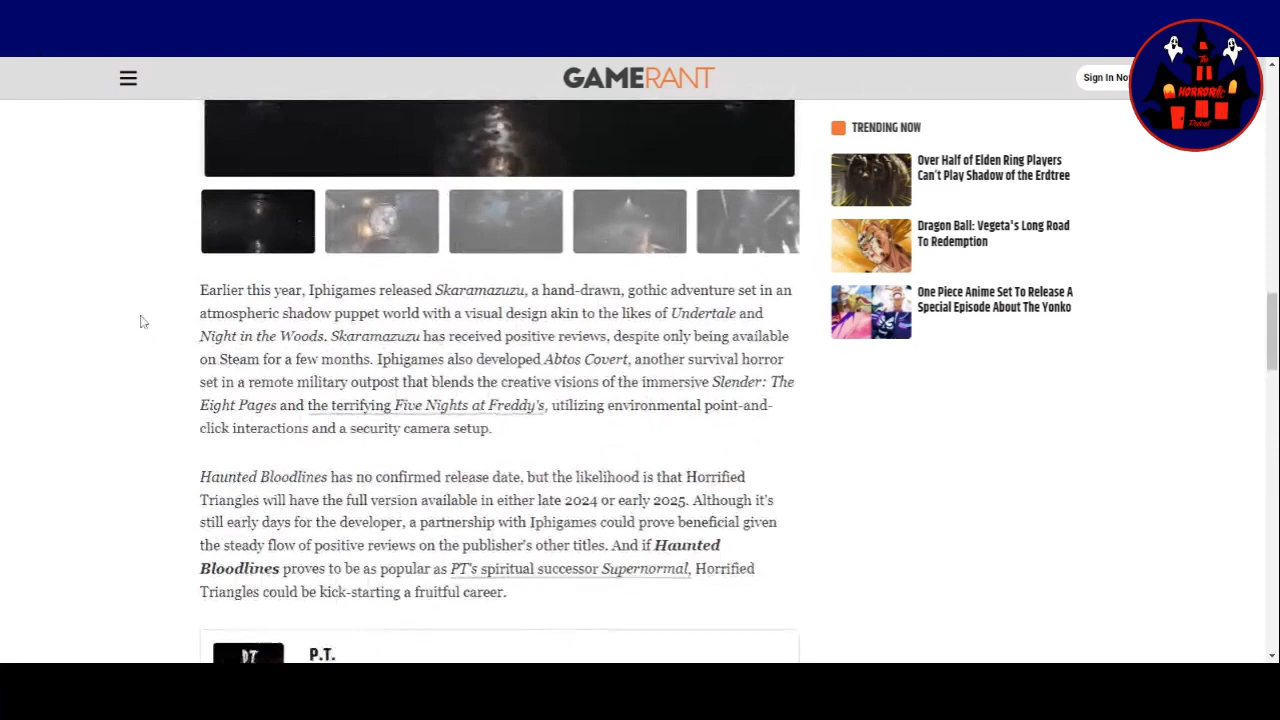 GAMERANT
Sign In No
The
HORRORific
Podcast
TRENDING NOW
Over Half of Elden Ring Players
Can't Play Shadow of the Erdtree
Dragon Ball: Vegeta's Long Road
To Redemption
One Piece Anime Set To Release A
Special Episode About The Yonko
Earlier this year, Iphigames released Skaramazuzu, a hand-drawn, gothic adventure set in an
atmospheric shadow puppet world with a visual design akin to the likes of Undertale and
Night in the Woods. Skaramazuzu has received positive reviews, despite only being available
on Steam for a few months. Iphigames also developed Abtos Covert, another survival horror
set in a remote military outpost that blends the creative visions of the immersive Slender: The
Eight Pages and the terrifying Five Nights at Freddy's, utilizing environmental point-and-
click interactions and a security camera setup.
Haunted Bloodlines has no confirmed release date, but the likelihood is that Horrified
Triangles will have the full version available in either late 2024 or early 2025. Although it's
still early days for the developer, a partnership with Iphigames could prove beneficial given
the steady flow of positive reviews on the publisher's other titles. And if Haunted
Bloodlines proves to be as popular as PT's spiritual successor Supernormal, Horrified
Triangles could be kick-starting a fruitful career.
PT
P.T.